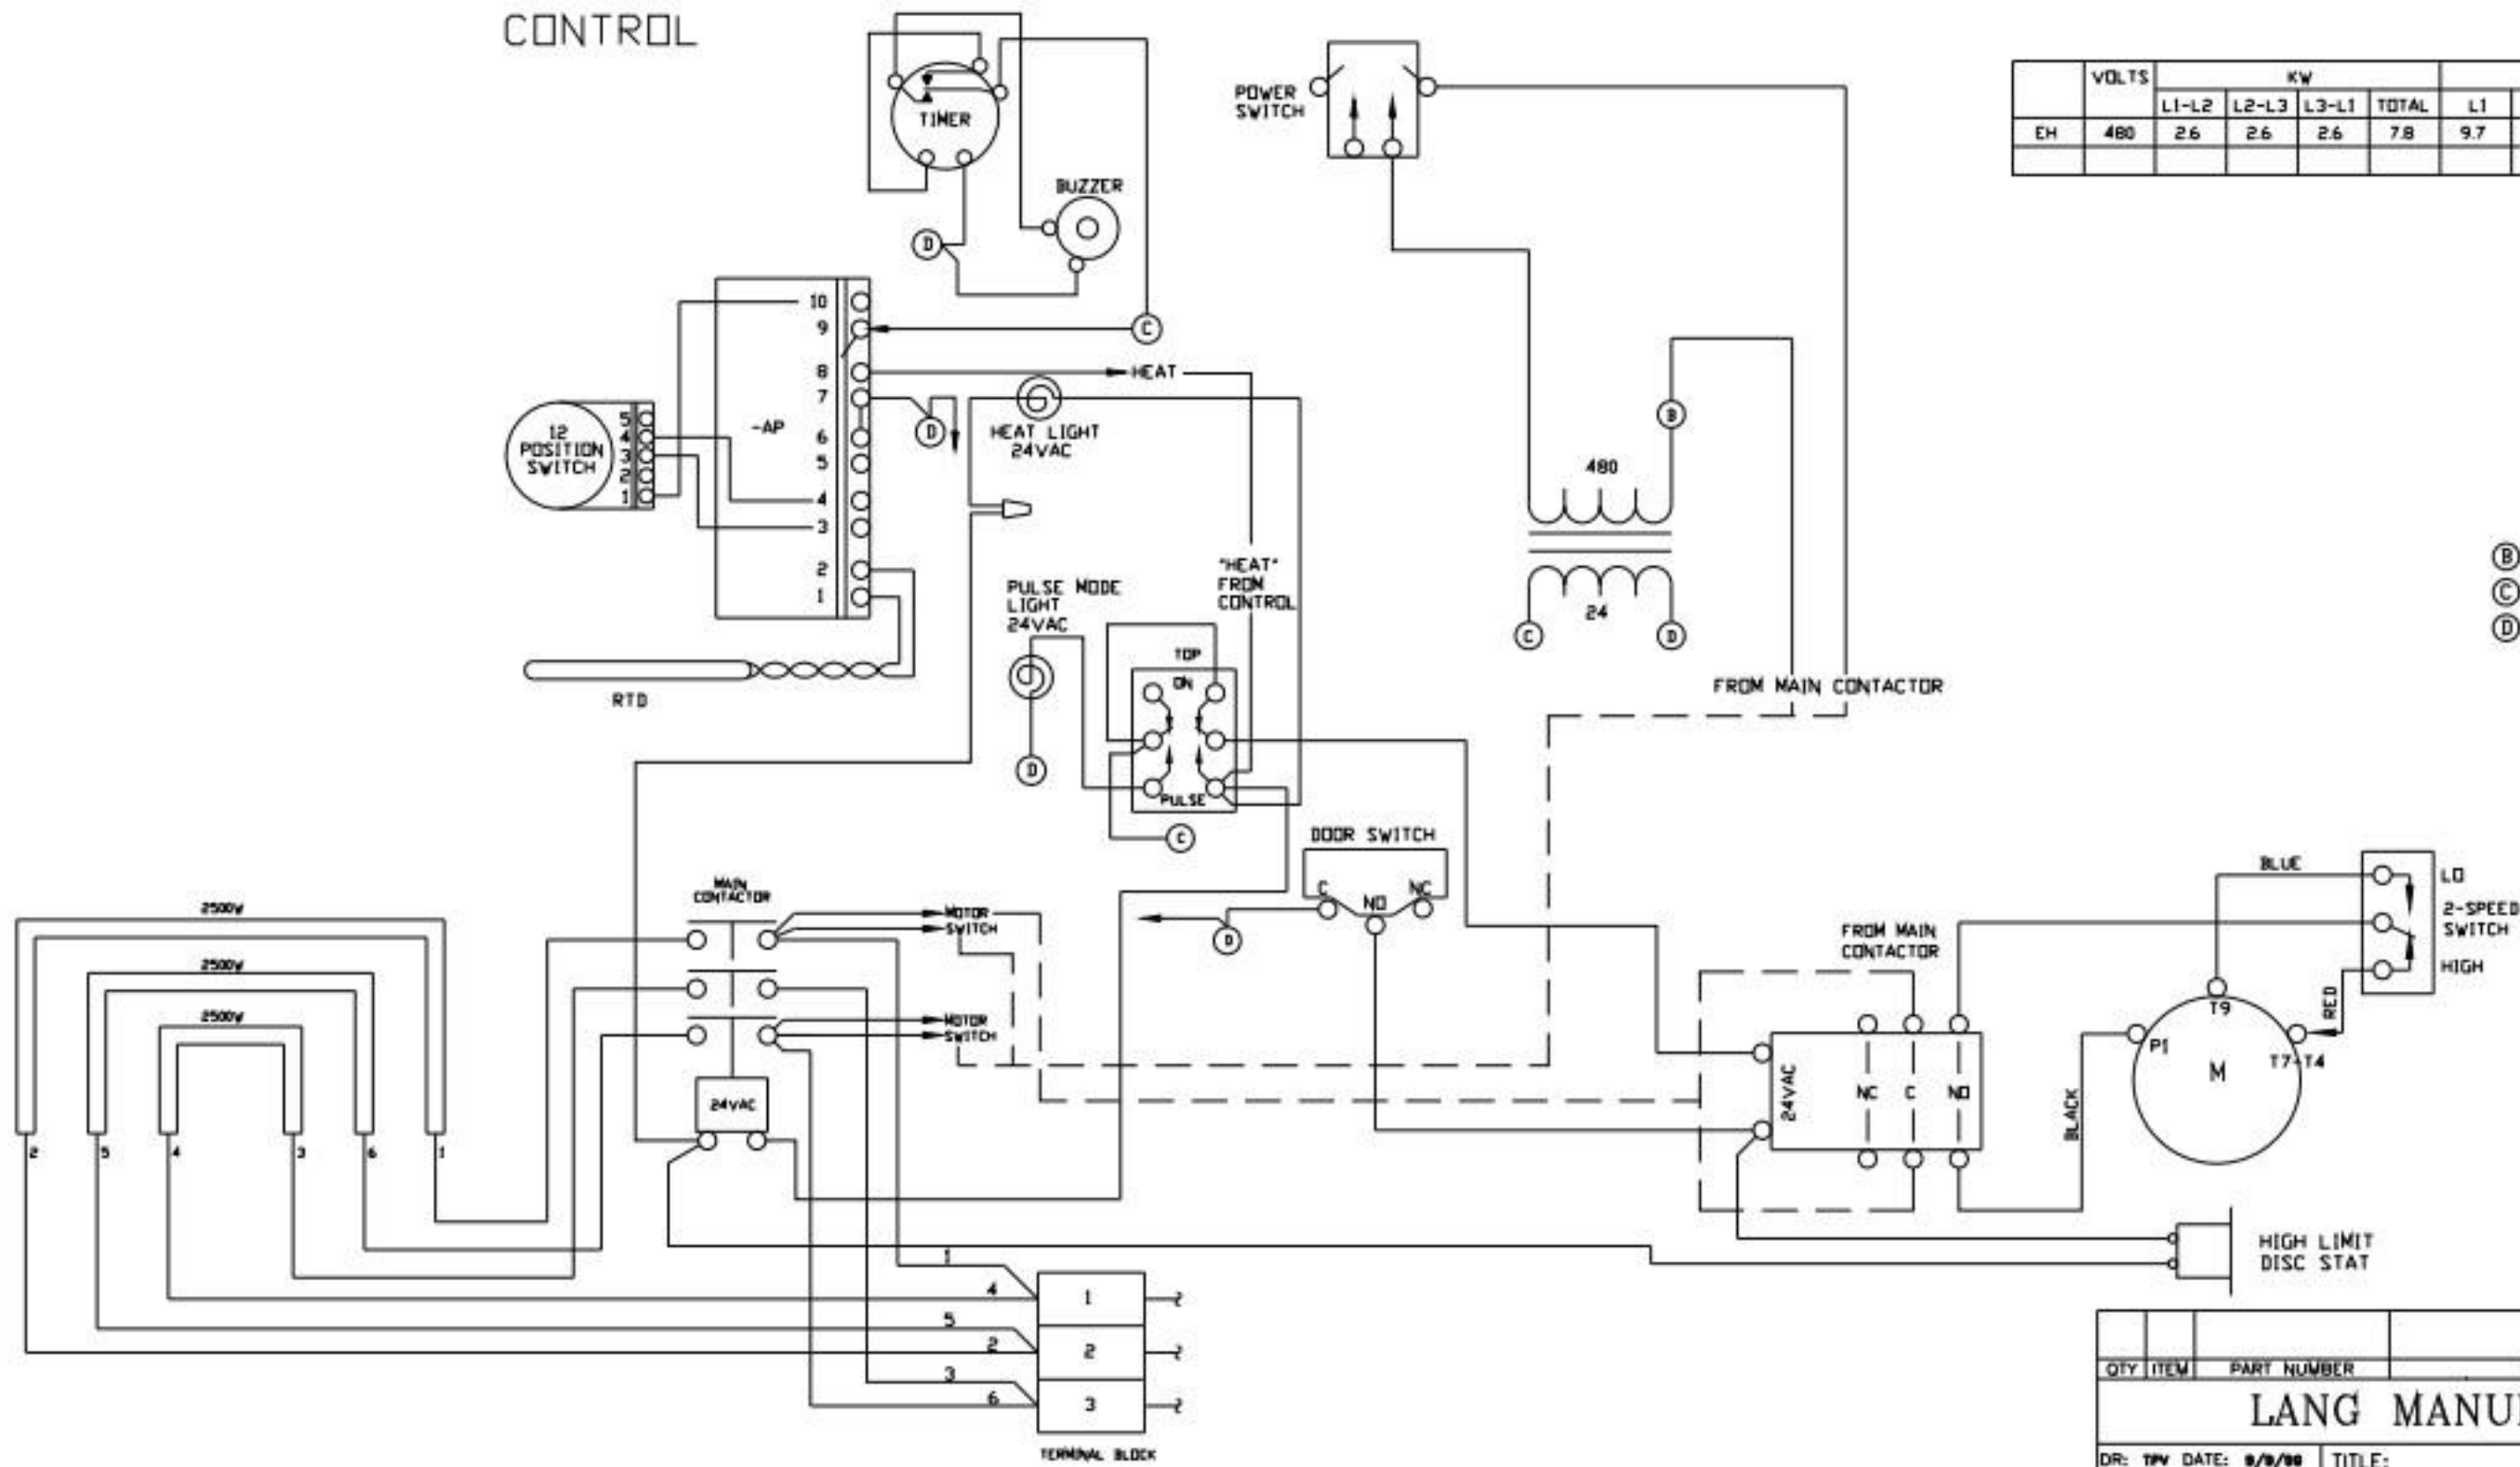 CONTROL
TIMER
BUZZER
D
C
POWER
SWITCH
VOLTS KW
L1-L2 L2-L3 L3-L1 TOTAL L1
EH 480 2.6 2.6 2.6 7.8 9.7
10
9
8
7
6
5
4
3
2
1
-AP
HEAT
D
HEAT LIGHT
24VAC
12
POSITION
SWITCH
5
4
3
2
1
RTD
PULSE MODE
LIGHT
24VAC
D
"HEAT"
FROM
CONTROL
TOP
ON
PULSE
C
B
480
24
C
D
B
C
D
FROM MAIN CONTACTOR
DOOR SWITCH
C
NO
NC
D
MAIN
CONTACTOR
MOTOR
SWITCH
MOTOR
SWITCH
24VAC
2500W
2500W
2500W
2 5 4 3 6 1
FROM MAIN
CONTACTOR
24VAC
NC C NO
BLUE
LO
2-SPEED
SWITCH
HIGH
RED
BLACK
T9
P1
T7-T4
M
HIGH LIMIT
DISC STAT
1
4
5
2
3
6
1
2
3
TERMINAL BLOCK
QTY ITEM PART NUMBER
LANG
DR: TPV DATE: TITLE: